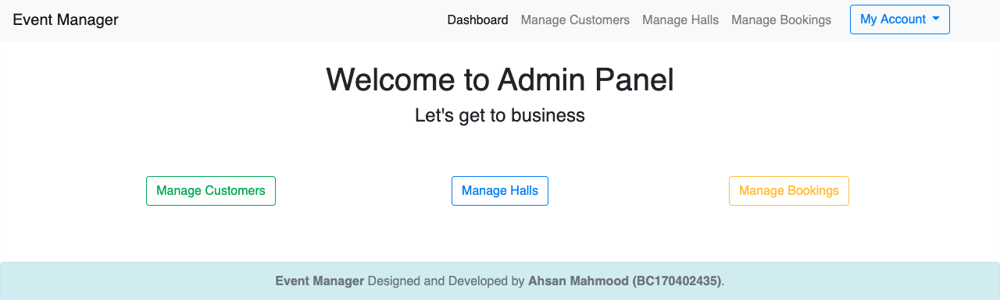 Event Manager Dashboard Manage Customers Manage Halls Manage Bookings My Account
Welcome to Admin Panel
Let's get to business
Manage Customers Manage Halls Manage Bookings
Event Manager Designed and Developed by Ahsan Mahmood (BC170402435).